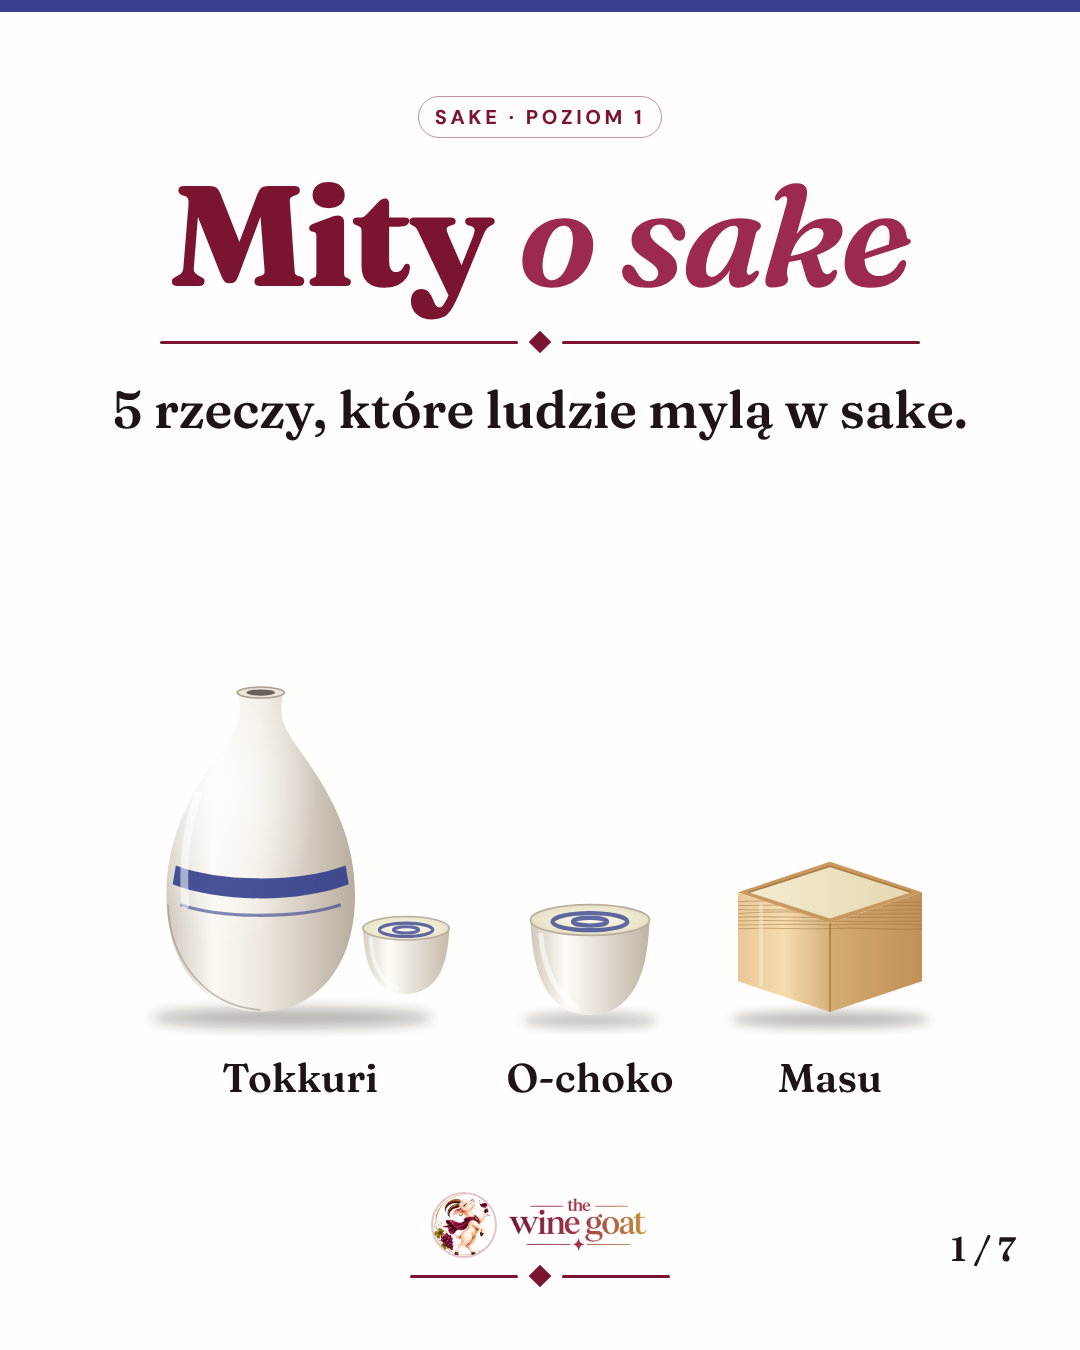 SAKE · POZIOM 1
Mity o sake
5 rzeczy, które ludzie mylą w sake.
Tokkuri O-choko Masu
the
wine goat
1 / 7